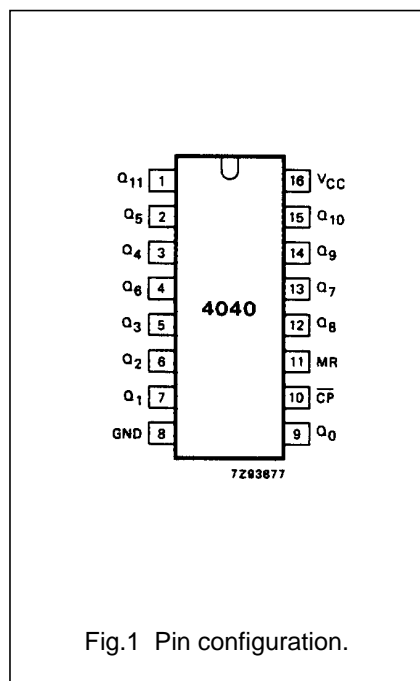 Q11 1 16 VCC
Q5 2 15 Q10
Q4 3 14 Q9
Q6 4 13 Q7
4040
Q3 5 12 Q8
Q2 6 11 MR
Q1 7 10 C̅P̅
GND 8 9 Q0
7Z93677
Fig.1 Pin configuration.